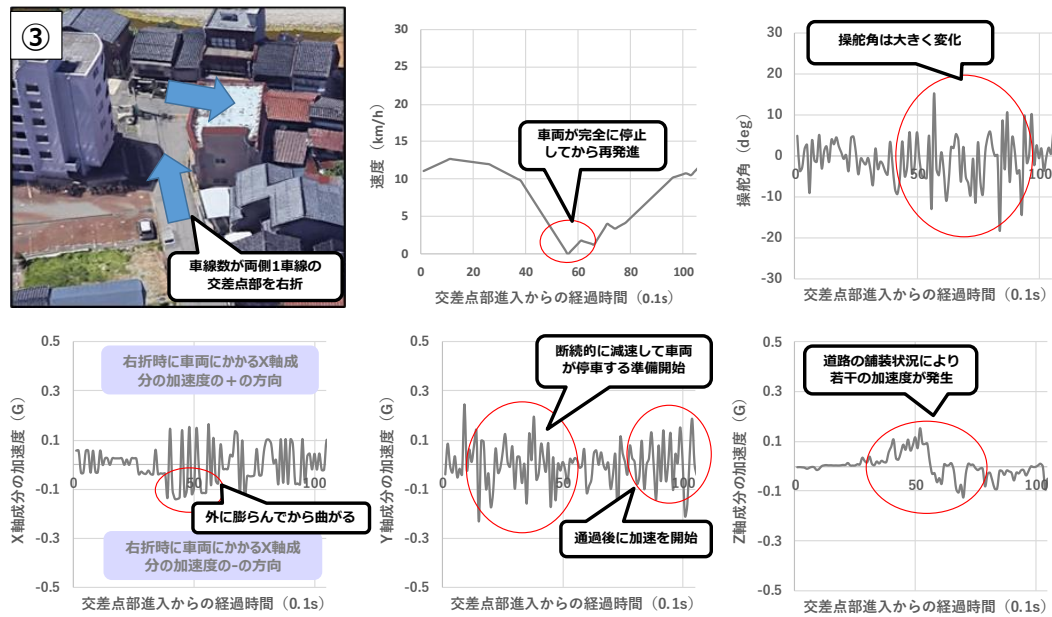 ③
車線数が両側1車線の
交差点部を右折
30
25
20
15
10
5
0
0
20
40
60
80
100
速度（km/h）
車両が完全に停止
してから再発進
交差点部進入からの経過時間（0.1s）
30
20
10
0
-10
-20
-30
0
50
100
操舵角（deg）
操舵角は大きく変化
交差点部進入からの経過時間（0.1s）
0.5
0.3
0.1
-0.1
-0.3
-0.5
0
50
100
X軸成分の加速度（G）
右折時に車両にかかるX軸成
分の加速度の＋の方向
外に膨らんでから曲がる
右折時に車両にかかるX軸成
分の加速度の-の方向
交差点部進入からの経過時間（0.1s）
0.5
0.3
0.1
-0.1
-0.3
-0.5
0
50
100
Y軸成分の加速度（G）
断続的に減速して車両
が停車する準備開始
通過後に加速を開始
交差点部進入からの経過時間（0.1s）
0.5
0.3
0.1
-0.1
-0.3
-0.5
0
50
100
Z軸成分の加速度（G）
道路の舗装状況により
若干の加速度が発生
交差点部進入からの経過時間（0.1s）